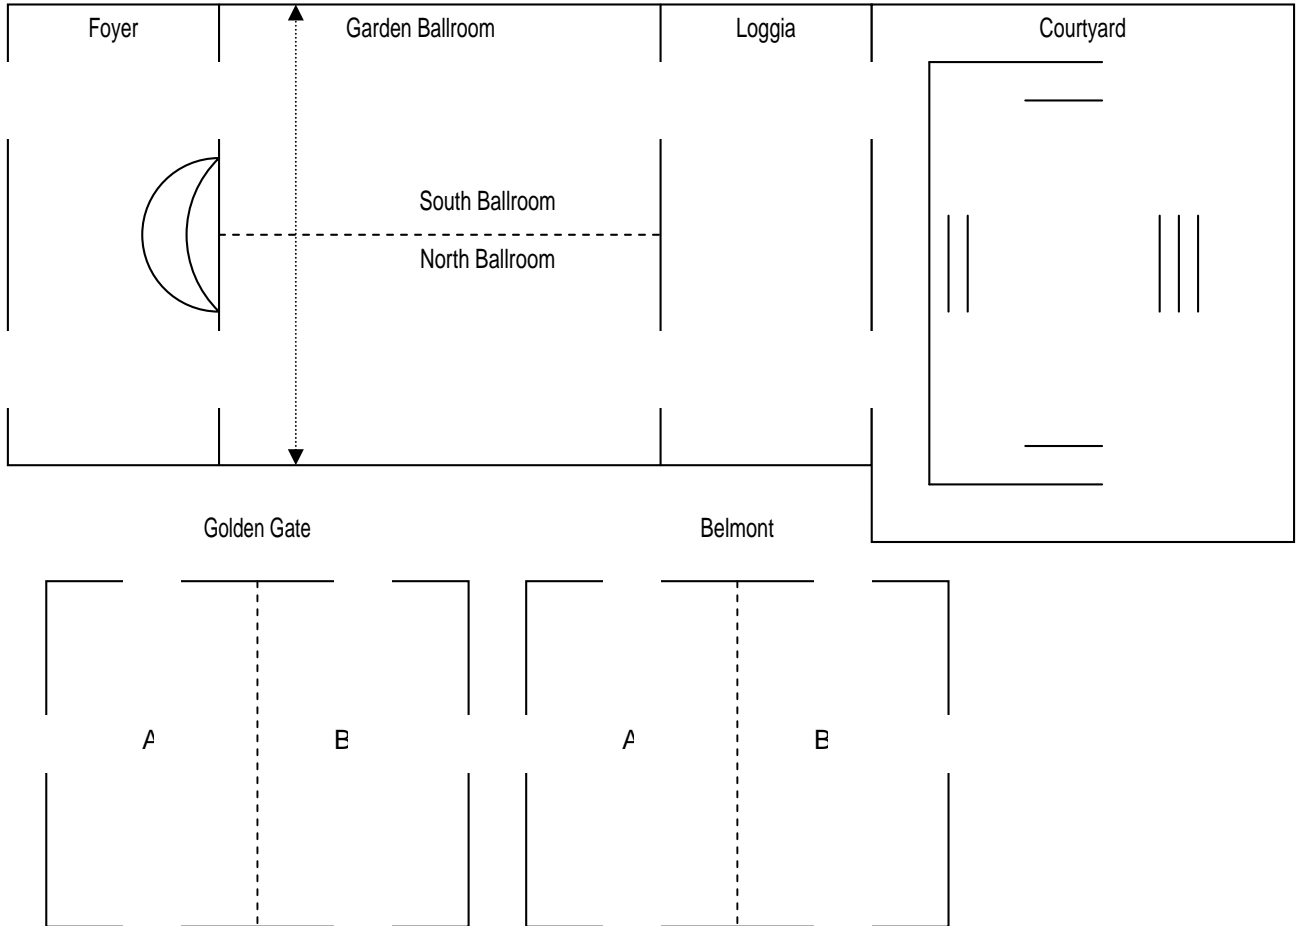 Foyer
Garden Ballroom
Loggia
Courtyard
South Ballroom
North Ballroom
Golden Gate
Belmont
A
B
A
B